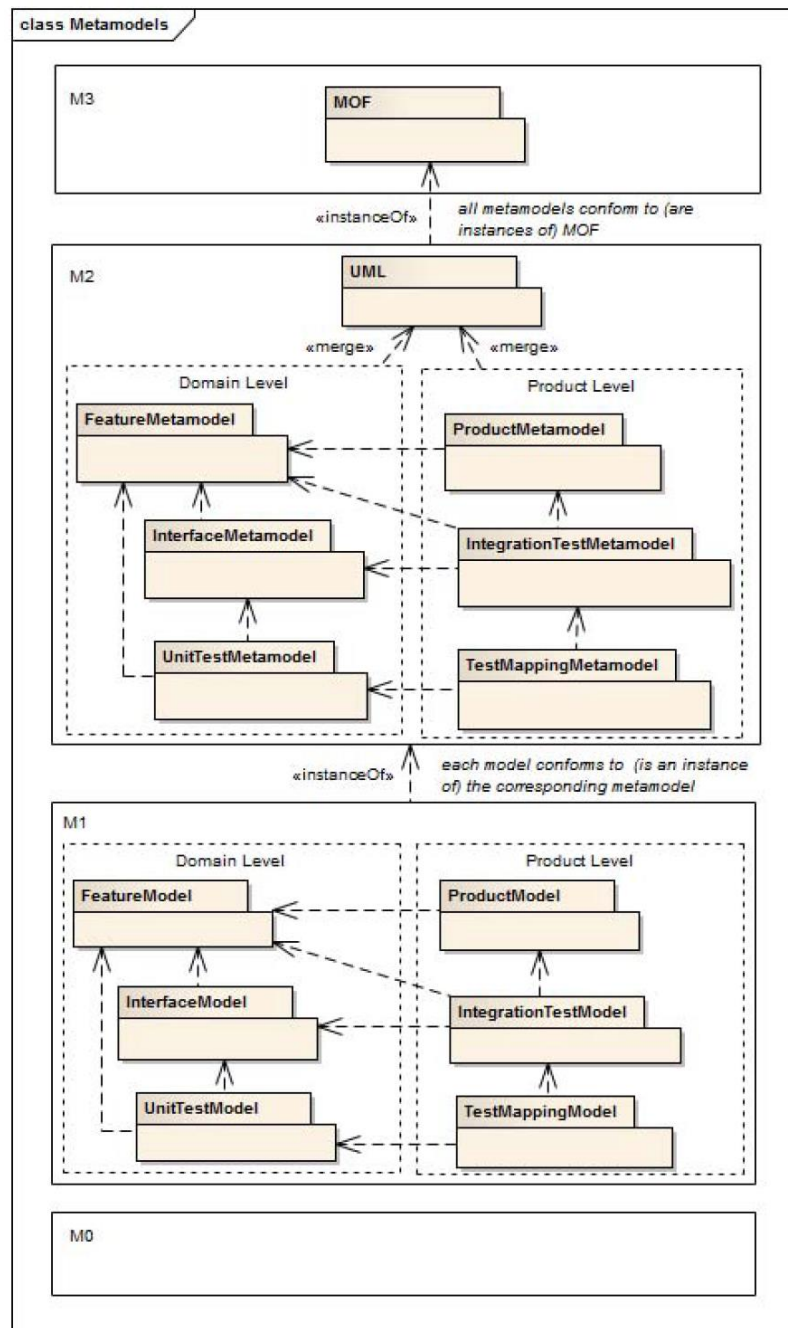 class Metamodels
M3
MOF
«instanceOf»
all metamodels conform to (are
instances of) MOF
M2
UML
«merge»
«merge»
Domain Level
Product Level
FeatureMetamodel
ProductMetamodel
InterfaceMetamodel
IntegrationTestMetamodel
UnitTestMetamodel
TestMappingMetamodel
«instanceOf»
each model conforms to (is an instance
of) the corresponding metamodel
M1
Domain Level
Product Level
FeatureModel
ProductModel
InterfaceModel
IntegrationTestModel
UnitTestModel
TestMappingModel
M0